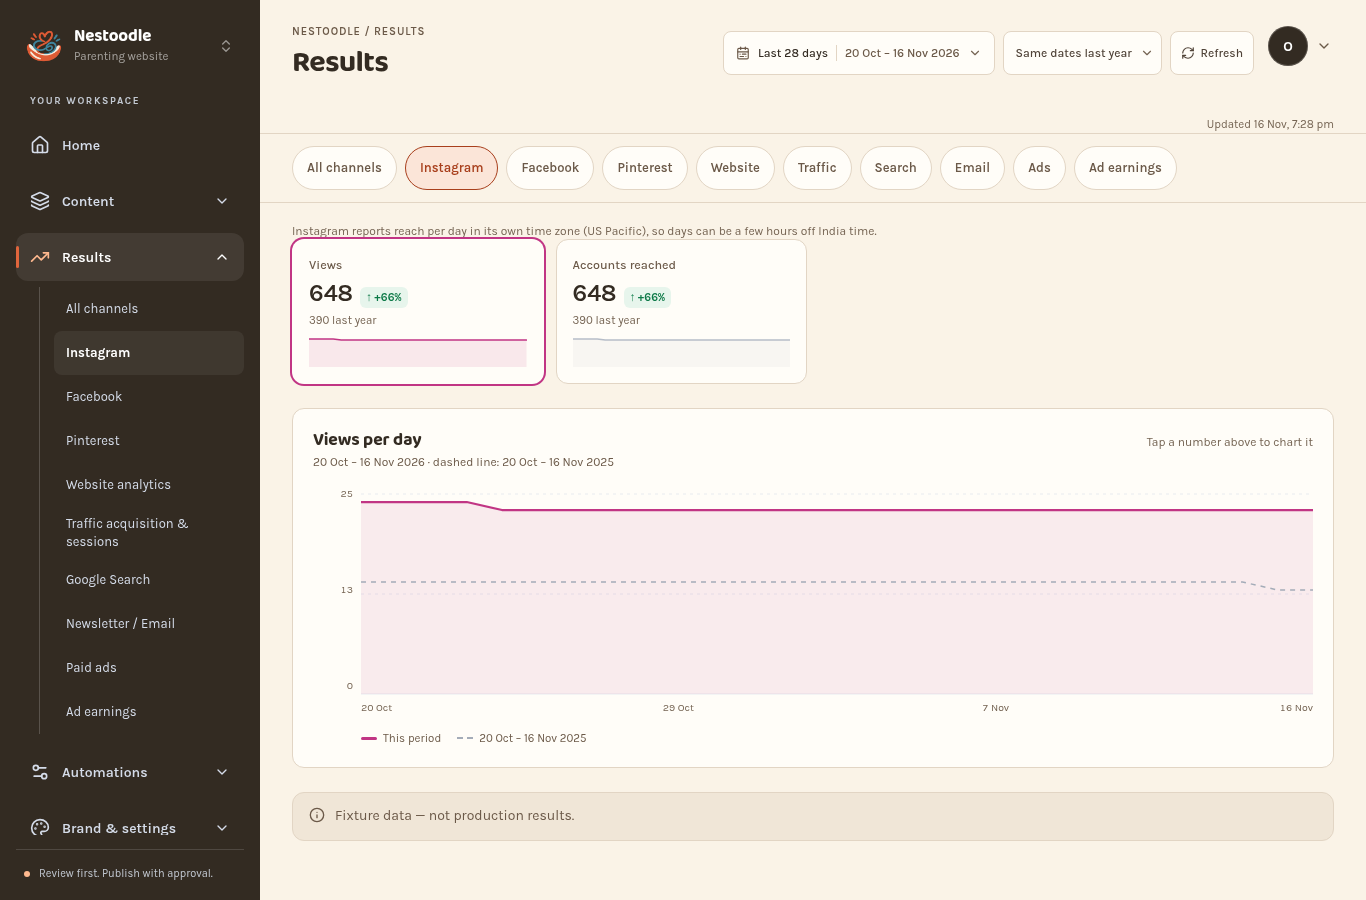 Nestoodle
Parenting website
YOUR WORKSPACE
Home
Content
Results
All channels
Instagram
Facebook
Pinterest
Website analytics
Traffic acquisition &
sessions
Google Search
Newsletter / Email
Paid ads
Ad earnings
Automations
Brand & settings
Review first. Publish with approval.
NESTOODLE / RESULTS
Results
Last 28 days 20 Oct – 16 Nov 2026
Same dates last year
Refresh
O
Updated 16 Nov, 7:28 pm
All channels Instagram Facebook Pinterest Website Traffic Search Email Ads Ad earnings
Instagram reports reach per day in its own time zone (US Pacific), so days can be a few hours off India time.
Views
648 ↑ +66%
390 last year
Accounts reached
648 ↑ +66%
390 last year
Views per day
20 Oct – 16 Nov 2026 · dashed line: 20 Oct – 16 Nov 2025
Tap a number above to chart it
25
13
0
20 Oct 29 Oct 7 Nov 16 Nov
This period 20 Oct – 16 Nov 2025
Fixture data — not production results.